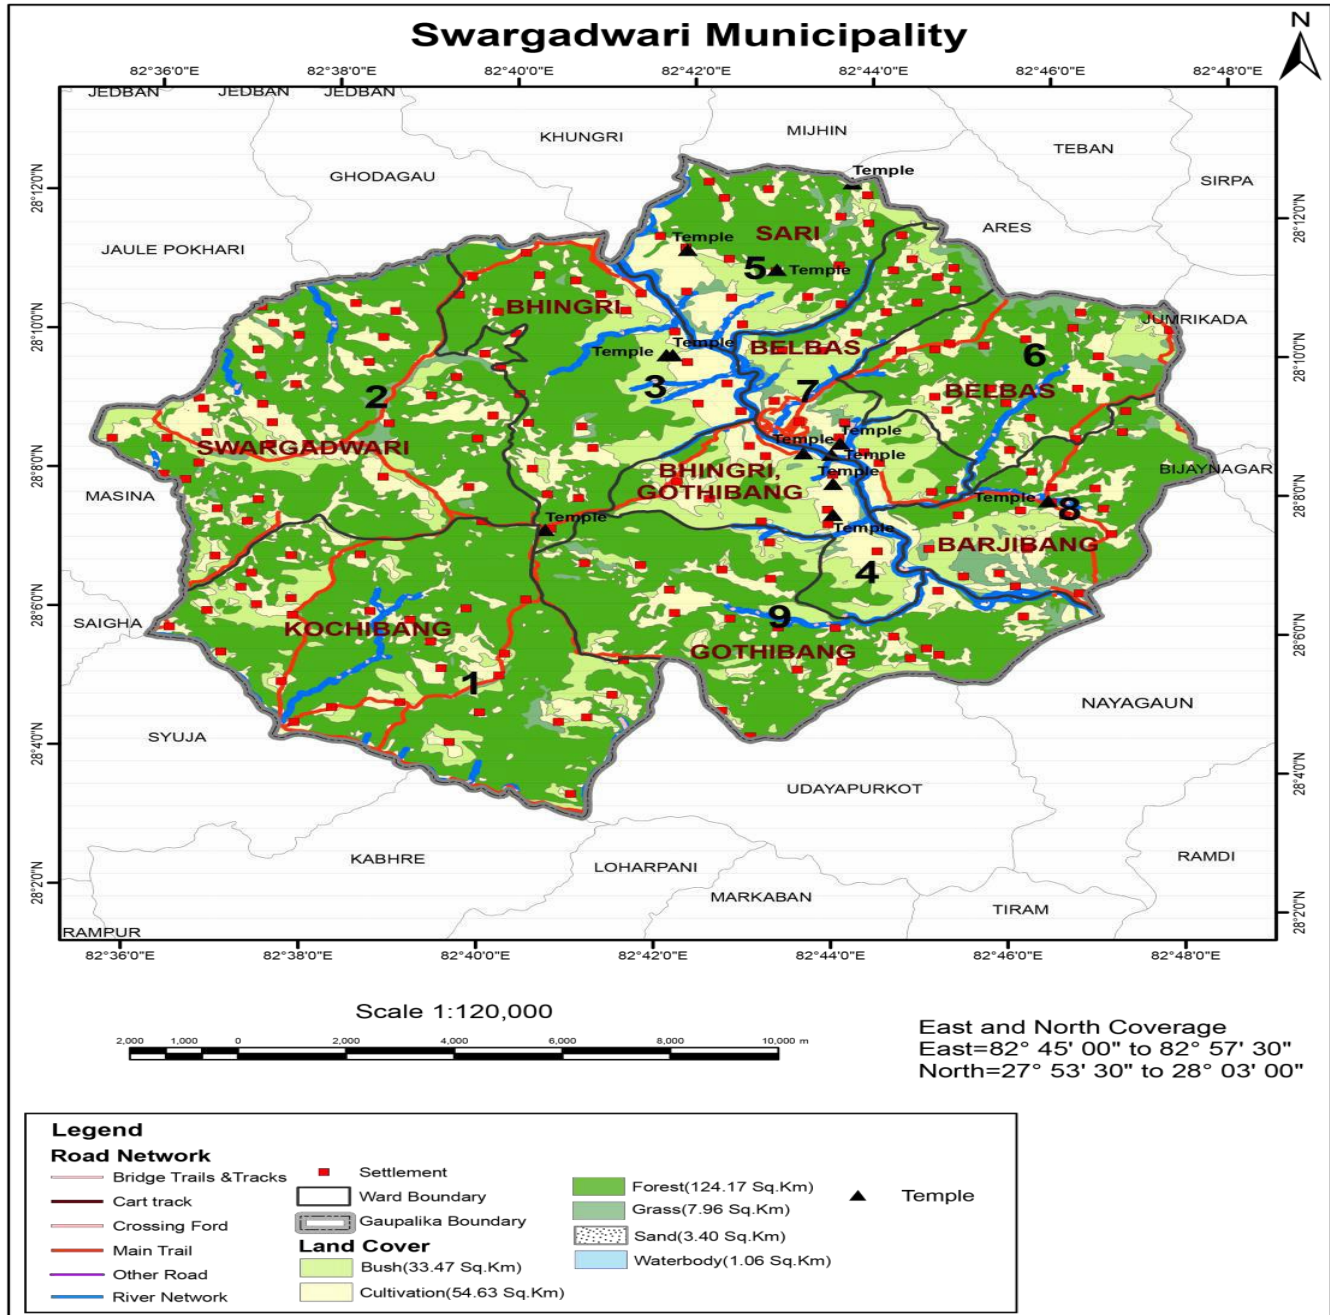 Swargadwari Municipality
N
82°36'0"E 82°38'0"E 82°40'0"E 82°42'0"E 82°44'0"E 82°46'0"E 82°48'0"E
JEDBAN JEDBAN JEDBAN
KHUNGRI
MIJHIN
TEBAN
GHODAGAU
Temple
SIRPA
28°12'0"N
28°12'0"N
ARES
SARI
Temple
JAULE POKHARI
5
Temple
BHINGRI
28°10'0"N
JUMRIKADA
Temple
BELBAS
Temple
6
28°10'0"N
3
7
BELBAS
2
Temple
SWARGADWARI
Temple
Temple
28°8'0"N
BHINGRI,
Temple
BIJAYNAGAR
GOTHIBANG
MASINA
Temple
28°8'0"N
8
Temple
Temple
BARJIBANG
4
28°6'0"N
9
SAIGHA
KOCHIBANG
28°6'0"N
GOTHIBANG
1
NAYAGAUN
SYUJA
28°4'0"N
28°4'0"N
UDAYAPURKOT
KABHRE
LOHARPANI
RAMDI
28°2'0"N
MARKABAN
TIRAM
28°2'0"N
RAMPUR
82°36'0"E 82°38'0"E 82°40'0"E 82°42'0"E 82°44'0"E 82°46'0"E 82°48'0"E
Scale 1:120,000
2,000 1,000 0 2,000 4,000 6,000 8,000 10,000 m
East and North Coverage
East=82° 45' 00" to 82° 57' 30"
North=27° 53' 30" to 28° 03' 00"
Legend
Road Network
Bridge Trails &Tracks
Cart track
Crossing Ford
Main Trail
Other Road
River Network
Settlement
Ward Boundary
Gaupalika Boundary
Land Cover
Bush(33.47 Sq.Km)
Cultivation(54.63 Sq.Km)
Forest(124.17 Sq.Km)
Grass(7.96 Sq.Km)
Sand(3.40 Sq.Km)
Waterbody(1.06 Sq.Km)
Temple